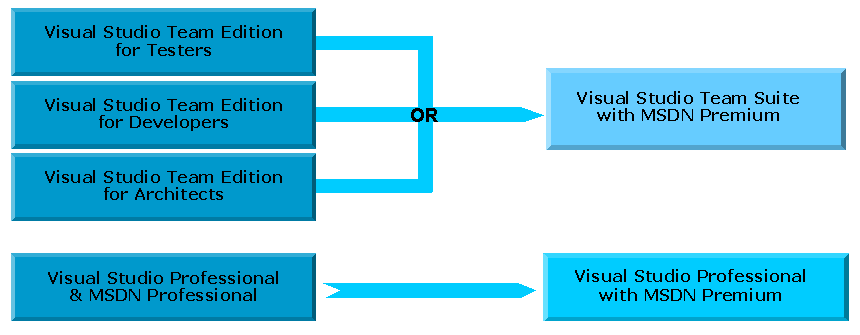 Visual Studio Team Edition
for Testers
Visual Studio Team Edition
for Developers
OR
Visual Studio Team Suite
with MSDN Premium
Visual Studio Team Edition
for Architects
Visual Studio Professional
& MSDN Professional
Visual Studio Professional
with MSDN Premium